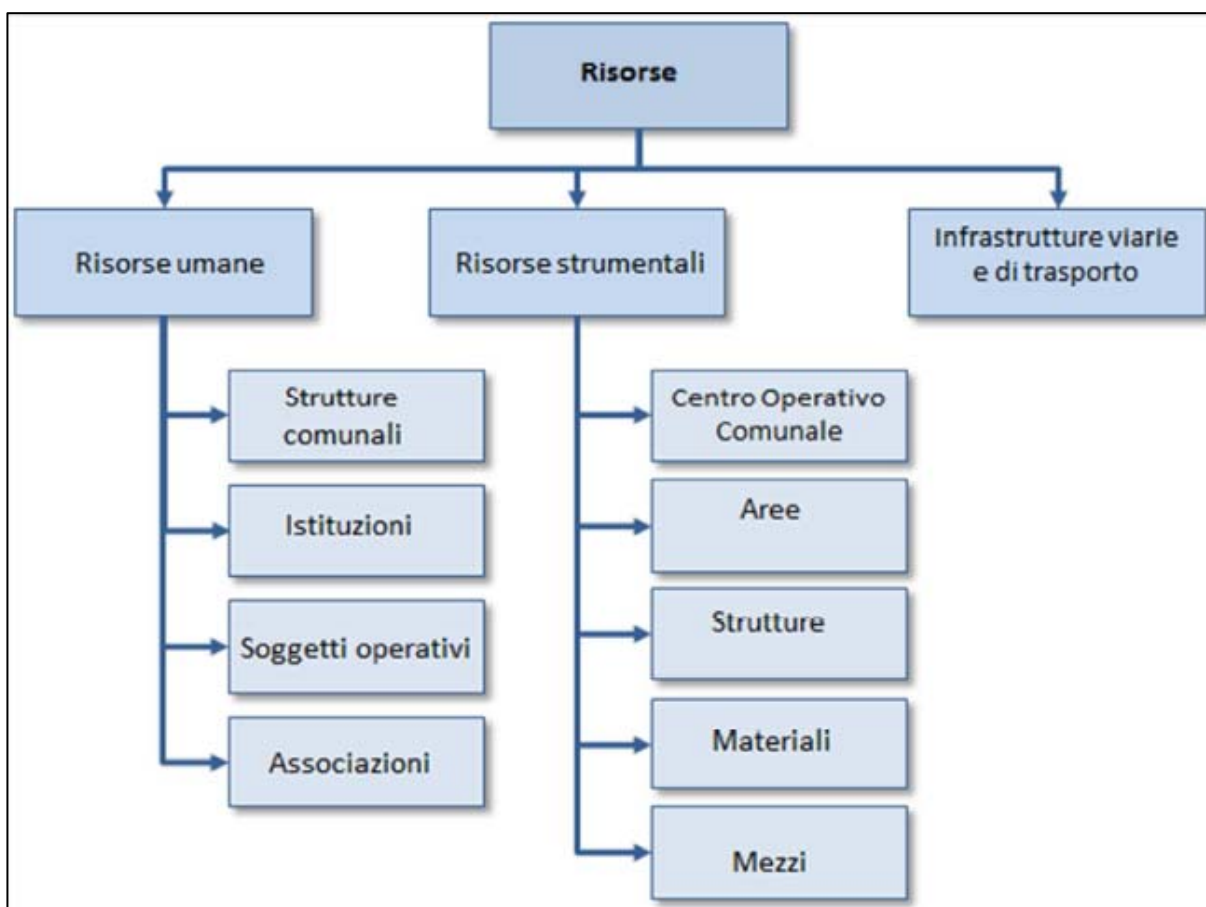 Risorse
Risorse umane
Risorse strumentali
Infrastrutture viarie
e di trasporto
Strutture
comunali
Istituzioni
Soggetti operativi
Associazioni
Centro Operativo
Comunale
Aree
Strutture
Materiali
Mezzi